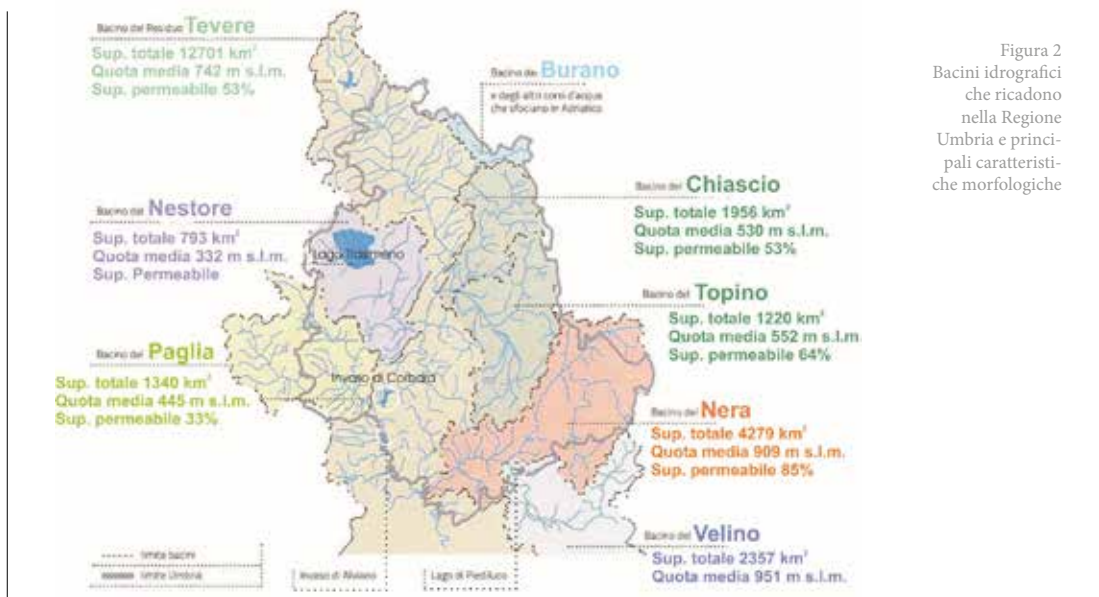 Bacino del Residuo Tevere
Sup. totale 12701 km²
Quota media 742 m s.l.m.
Sup. permeabile 53%
Bacino del Burano
e degli altri corsi d'acqua
che sfociano in Adriatico
Figura 2
Bacini idrografici
che ricadono
nella Regione
Umbria e princi-
pali caratteristi-
che morfologiche
Bacino del Chiascio
Sup. totale 1956 km²
Quota media 530 m s.l.m.
Sup. permeabile 53%
Bacino del Nestore
Sup. totale 793 km²
Quota media 332 m s.l.m.
Sup. Permeabile
Lago Trasimeno
Bacino del Topino
Sup. totale 1220 km²
Quota media 552 m s.l.m
Sup. permeabile 64%
Bacino del Paglia
Sup. totale 1340 km²
Quota media 445 m s.l.m.
Sup. permeabile 33%
Invaso di Corbara
Bacino del Nera
Sup. totale 4279 km²
Quota media 909 m s.l.m.
Sup. permeabile 85%
Bacino del Velino
Sup. totale 2357 km²
Quota media 951 m s.l.m.
limite bacini
limite Umbria
Invaso di Alviano
Lago di Piediluco